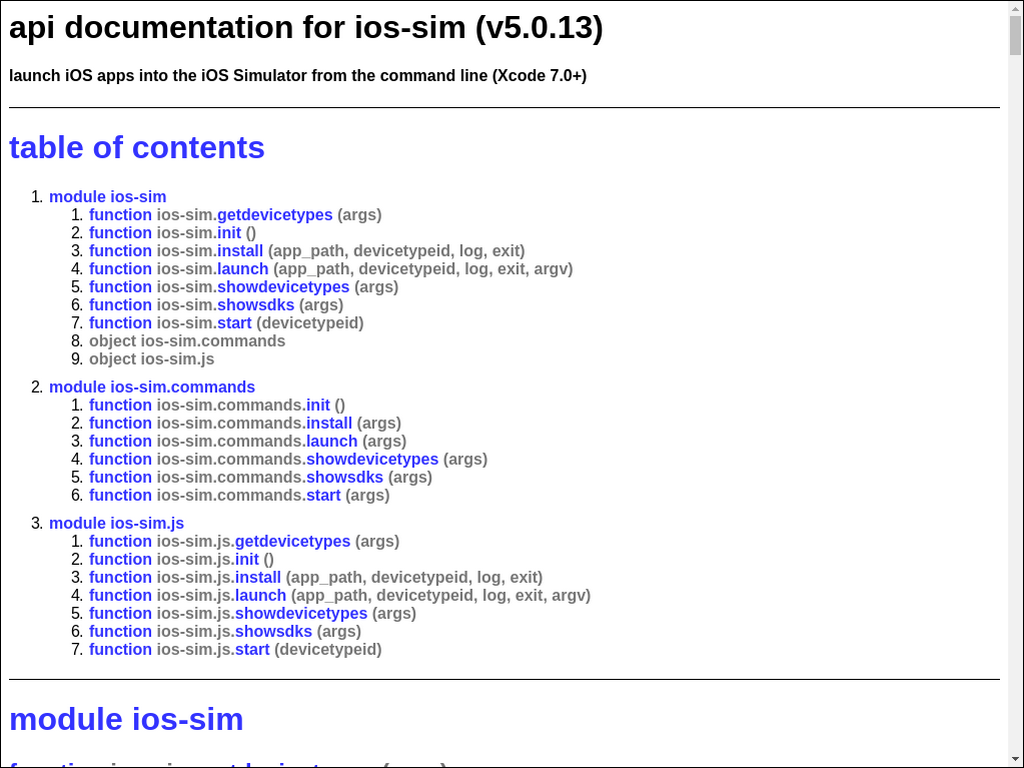 api documentation for ios-sim (v5.0.13)
launch iOS apps into the iOS Simulator from the command line (Xcode 7.0+)
table of contents
1. module ios-sim
1. function ios-sim.getdevicetypes (args)
2. function ios-sim.init ()
3. function ios-sim.install (app_path, devicetypeid, log, exit)
4. function ios-sim.launch (app_path, devicetypeid, log, exit, argv)
5. function ios-sim.showdevicetypes (args)
6. function ios-sim.showsdks (args)
7. function ios-sim.start (devicetypeid)
8. object ios-sim.commands
9. object ios-sim.js
2. module ios-sim.commands
1. function ios-sim.commands.init ()
2. function ios-sim.commands.install (args)
3. function ios-sim.commands.launch (args)
4. function ios-sim.commands.showdevicetypes (args)
5. function ios-sim.commands.showsdks (args)
6. function ios-sim.commands.start (args)
3. module ios-sim.js
1. function ios-sim.js.getdevicetypes (args)
2. function ios-sim.js.init ()
3. function ios-sim.js.install (app_path, devicetypeid, log, exit)
4. function ios-sim.js.launch (app_path, devicetypeid, log, exit, argv)
5. function ios-sim.js.showdevicetypes (args)
6. function ios-sim.js.showsdks (args)
7. function ios-sim.js.start (devicetypeid)
module ios-sim